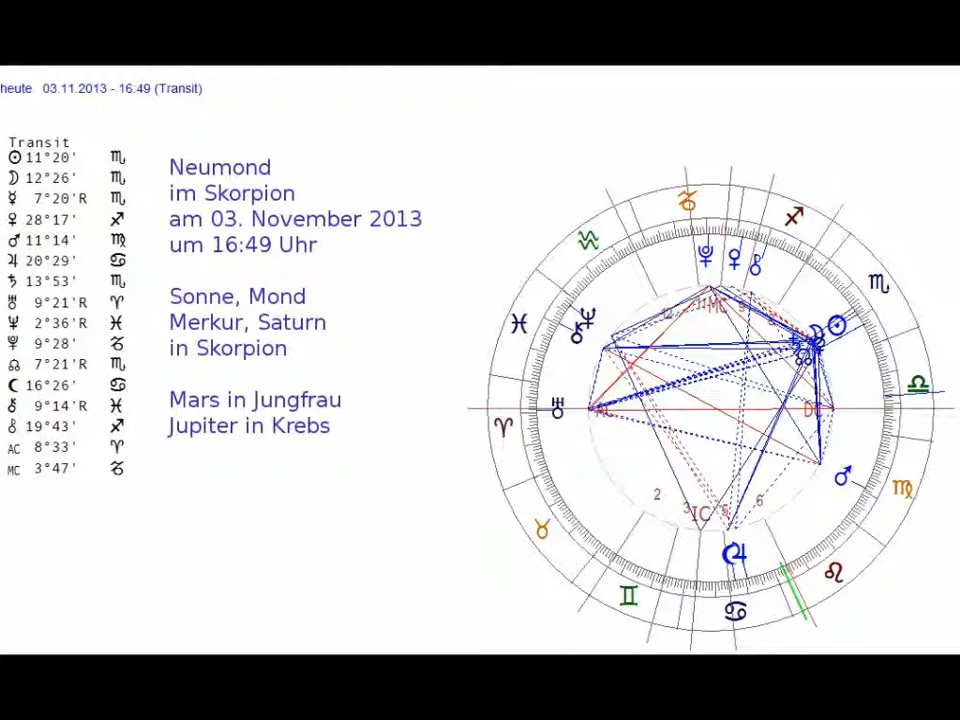 heute 03.11.2013 - 16:49 (Transit)
Transit
☉ 11°20' ♏
☽ 12°26' ♏
☿ 7°20'R ♏
♀ 28°17' ♐
♂ 11°14' ♍
♃ 20°29' ♋
♄ 13°53' ♏
♅ 9°21'R ♈
♆ 2°36'R ♓
♇ 9°28' ♑
☊ 7°21'R ♏
⚸ 16°26' ♋
⚷ 9°14'R ♓
⚷ 19°43' ♐
AC 8°33' ♈
MC 3°47' ♑
Neumond
im Skorpion
am 03. November 2013
um 16:49 Uhr
Sonne, Mond
Merkur, Saturn
in Skorpion
Mars in Jungfrau
Jupiter in Krebs
12
11
MC
9
DC
2
3
IC
5
6